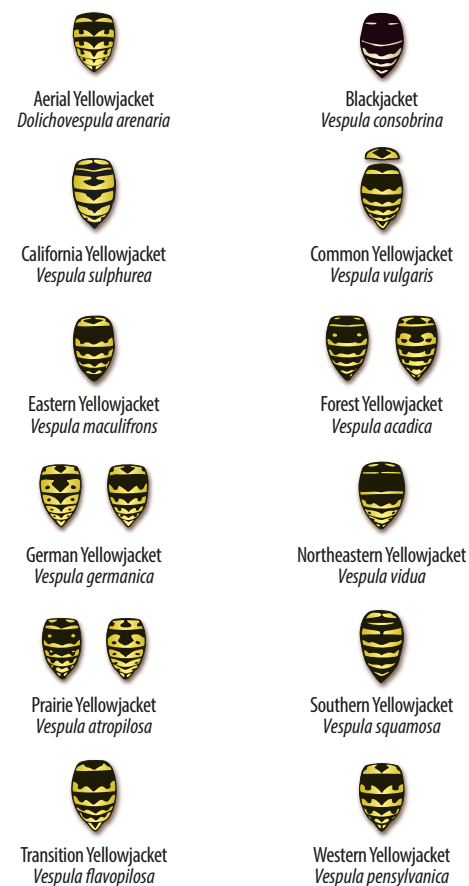 Aerial Yellowjacket
Dolichovespula arenaria
Blackjacket
Vespula consobrina
California Yellowjacket
Vespula sulphurea
Common Yellowjacket
Vespula vulgaris
Eastern Yellowjacket
Vespula maculifrons
Forest Yellowjacket
Vespula acadica
German Yellowjacket
Vespula germanica
Northeastern Yellowjacket
Vespula vidua
Prairie Yellowjacket
Vespula atropilosa
Southern Yellowjacket
Vespula squamosa
Transition Yellowjacket
Vespula flavopilosa
Western Yellowjacket
Vespula pensylvanica